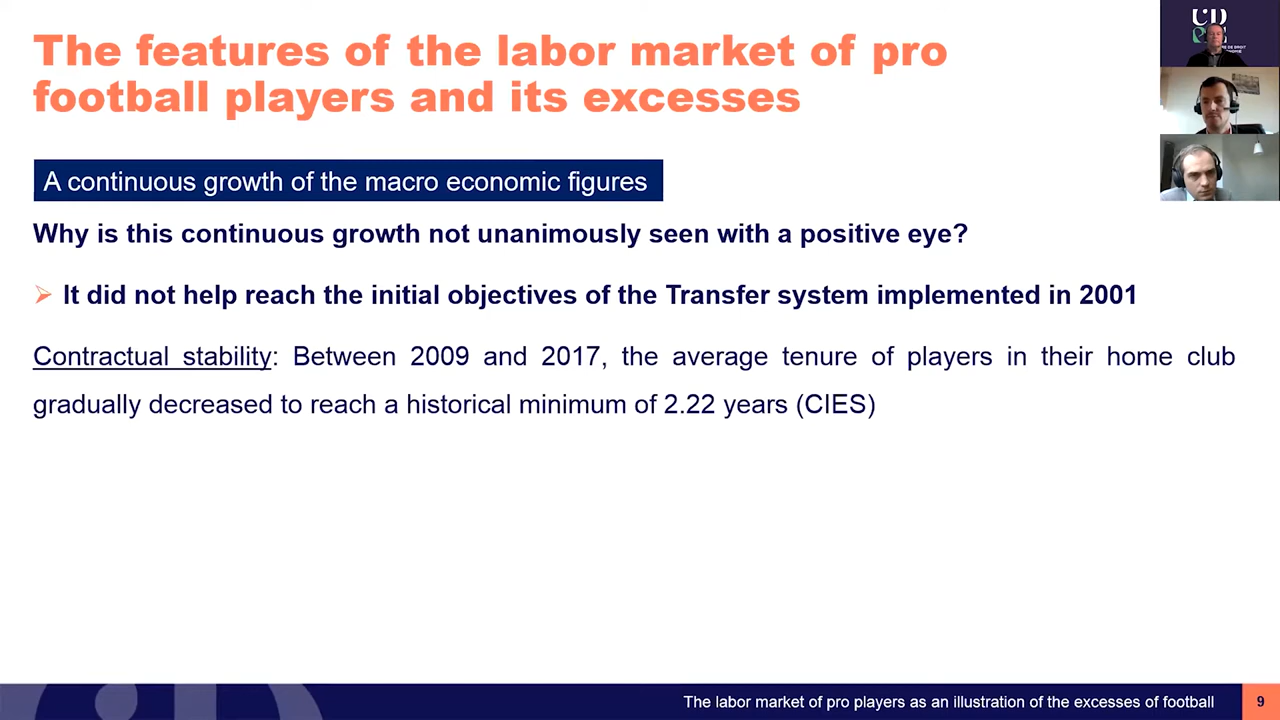 The features of the labor market of pro
football players and its excesses
A continuous growth of the macro economic figures
Why is this continuous growth not unanimously seen with a positive eye?
It did not help reach the initial objectives of the Transfer system implemented in 2001
Contractual stability: Between 2009 and 2017, the average tenure of players in their home club
gradually decreased to reach a historical minimum of 2.22 years (CIES)
The labor market of pro players as an illustration of the excesses of football
9